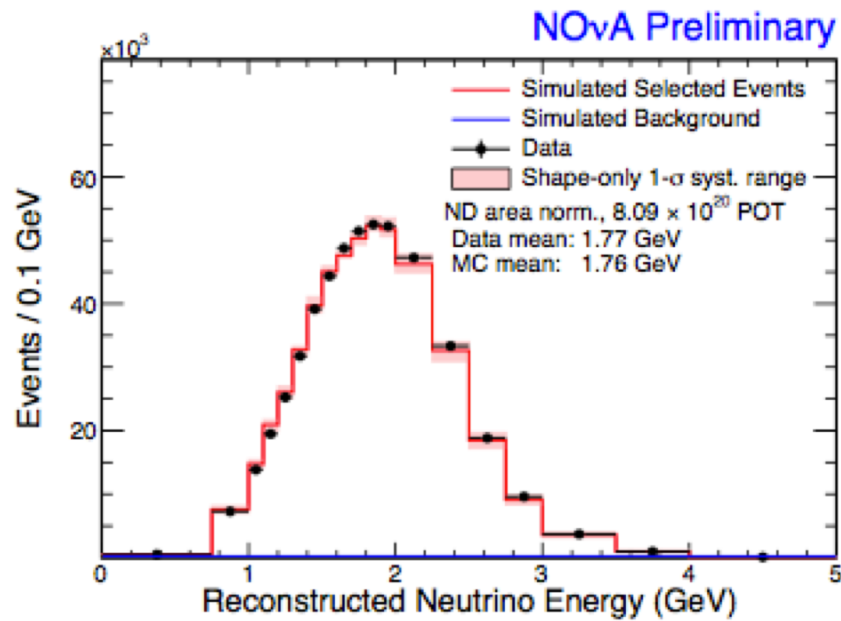 NOνA Preliminary
×10³
Simulated Selected Events
Simulated Background
Data
Shape-only 1-σ syst. range
ND area norm., 8.09 × 10²⁰ POT
Data mean: 1.77 GeV
MC mean: 1.76 GeV
60
40
20
0 1 2 3 4 5
Events / 0.1 GeV
Reconstructed Neutrino Energy (GeV)